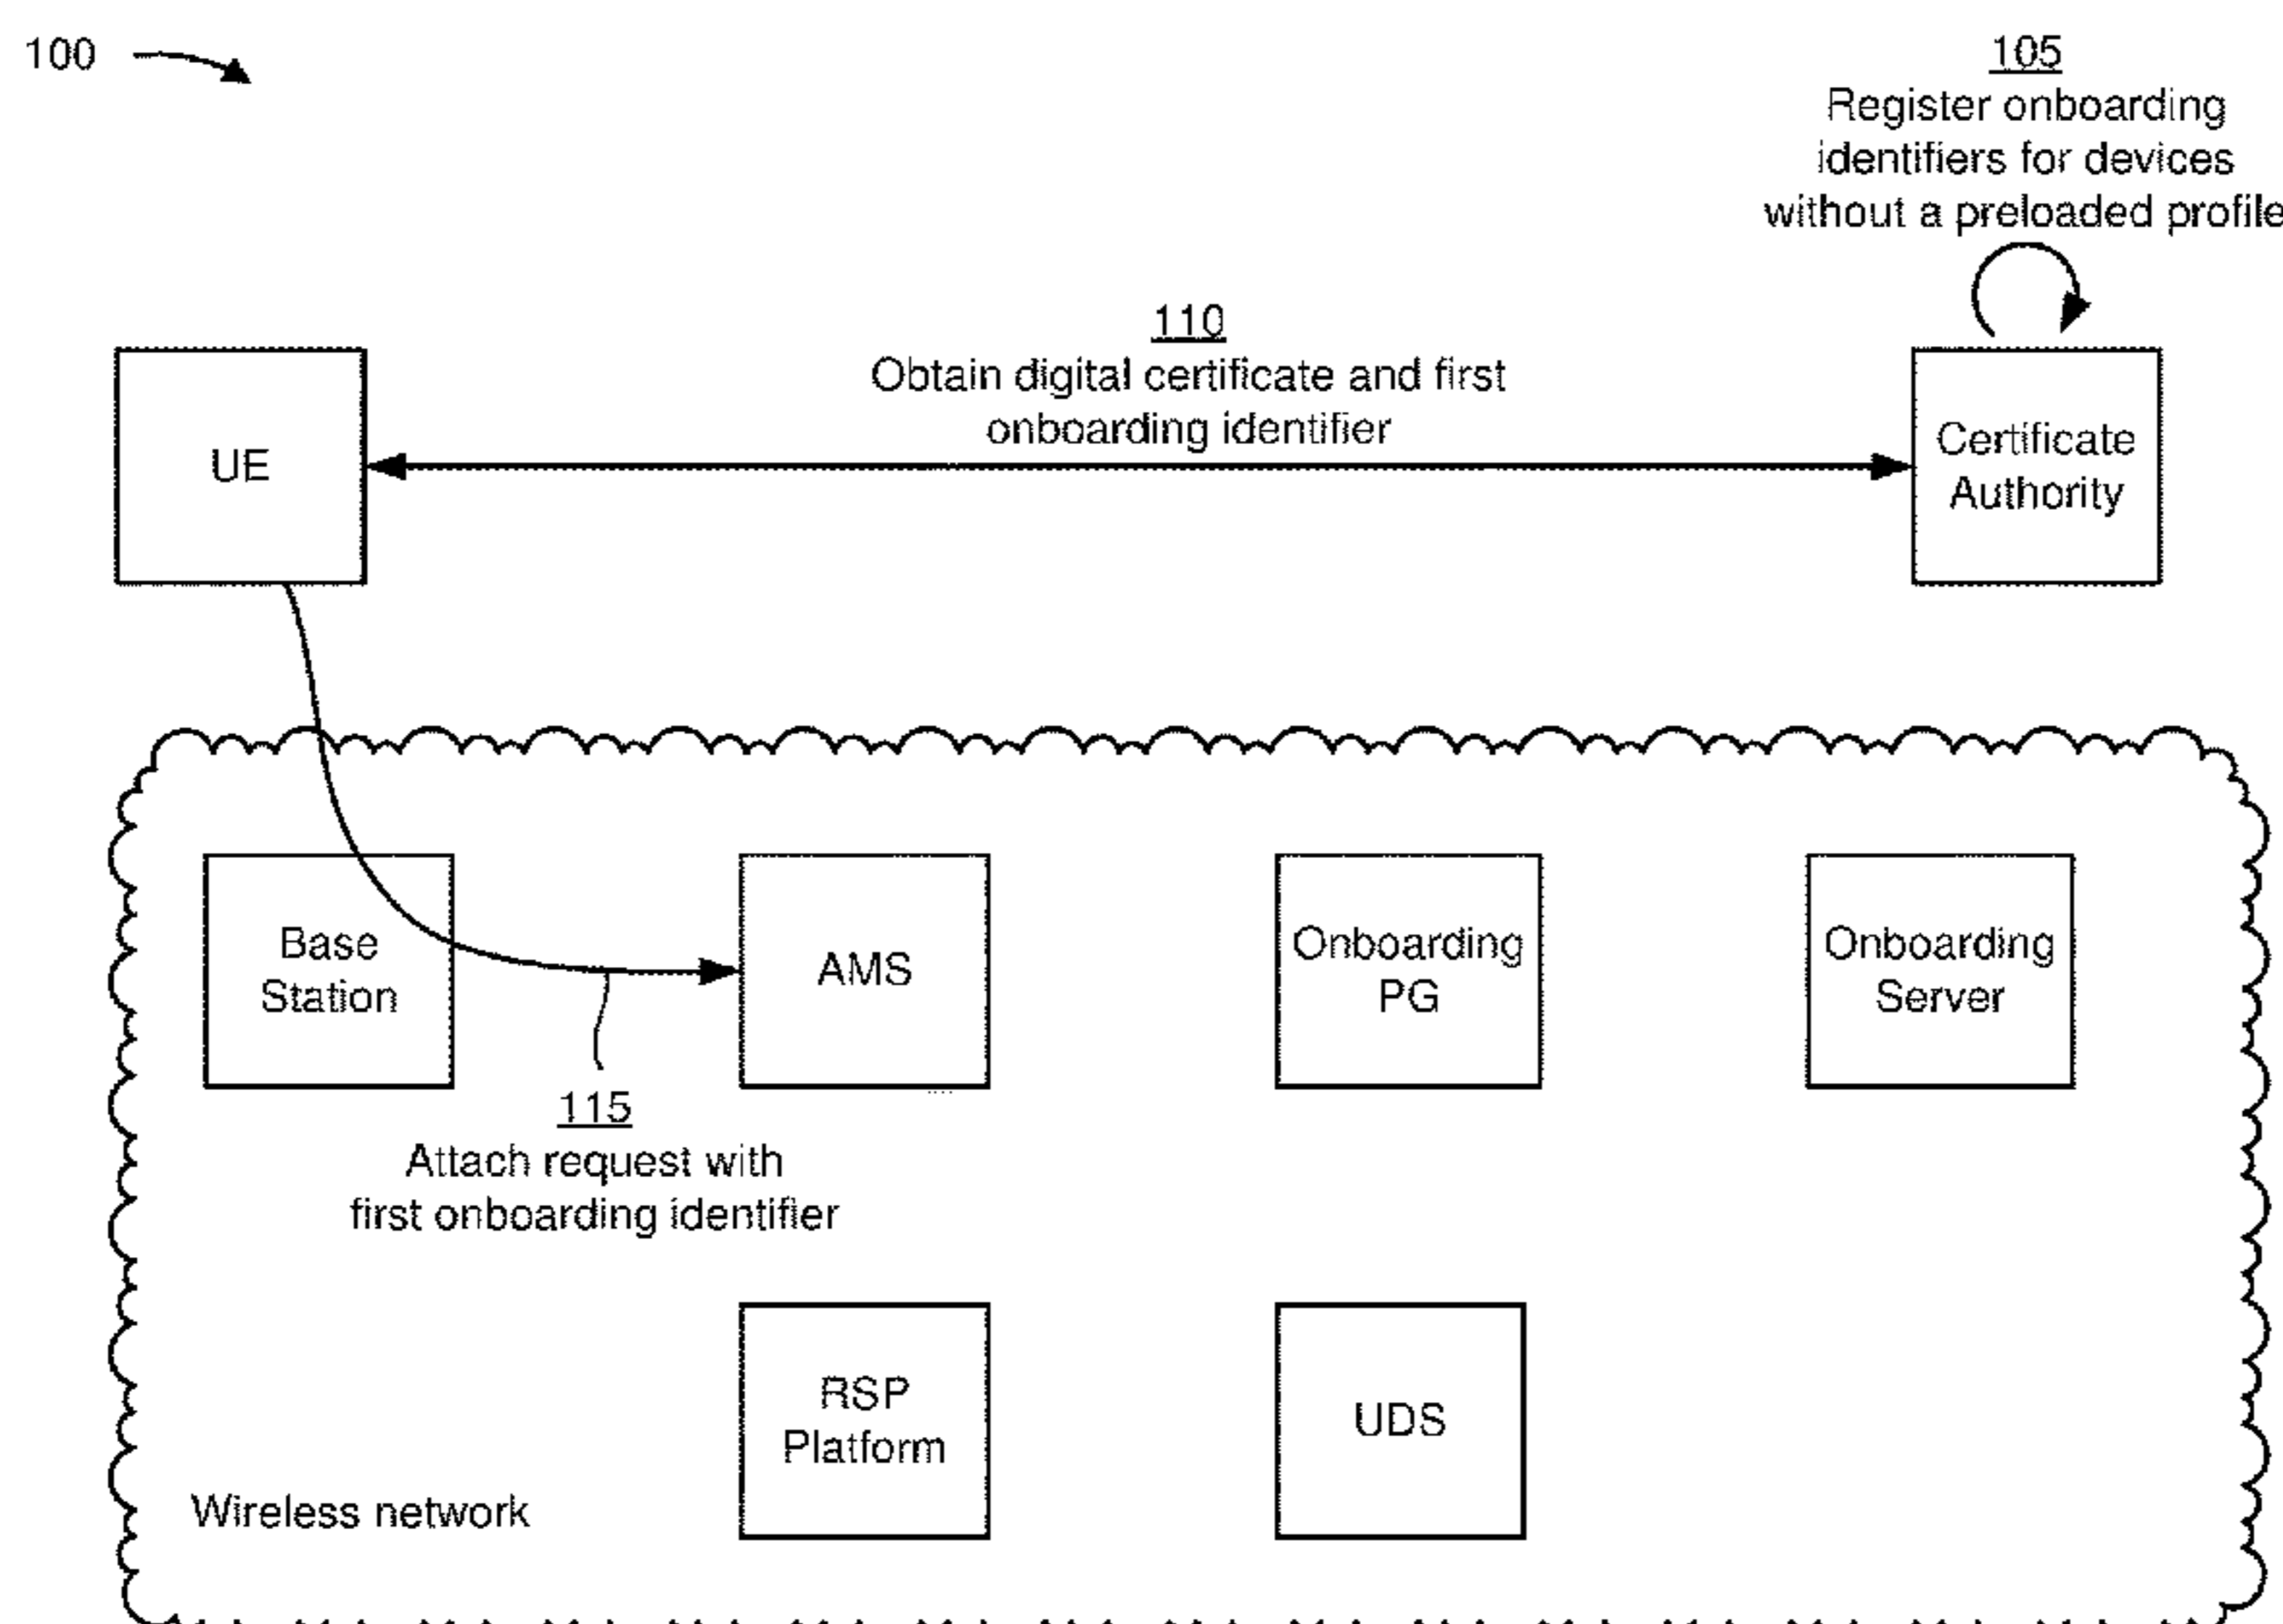 100
105
Register onboarding
identifiers for devices
without a preloaded profile
110
Obtain digital certificate and first
onboarding identifier
UE
Certificate
Authority
Base
Station
AMS
Onboarding
PG
Onboarding
Server
115
Attach request with
first onboarding identifier
RSP
Platform
UDS
Wireless network